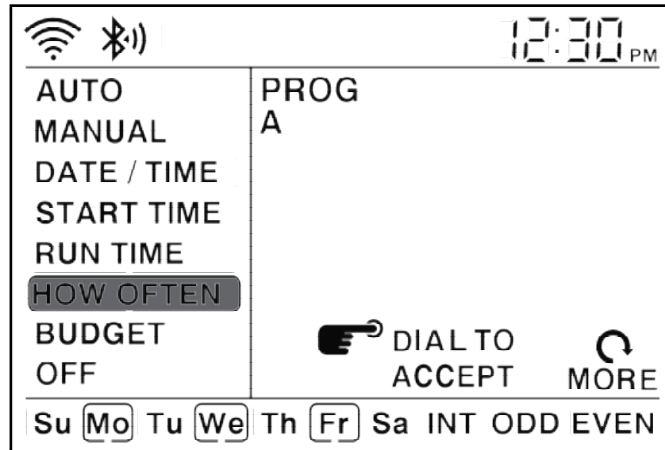 12:30 PM
AUTO
MANUAL
DATE / TIME
START TIME
RUN TIME
HOW OFTEN
BUDGET
OFF
PROG
A
DIAL TO
ACCEPT
MORE
Su Mo Tu We Th Fr Sa INT ODD EVEN